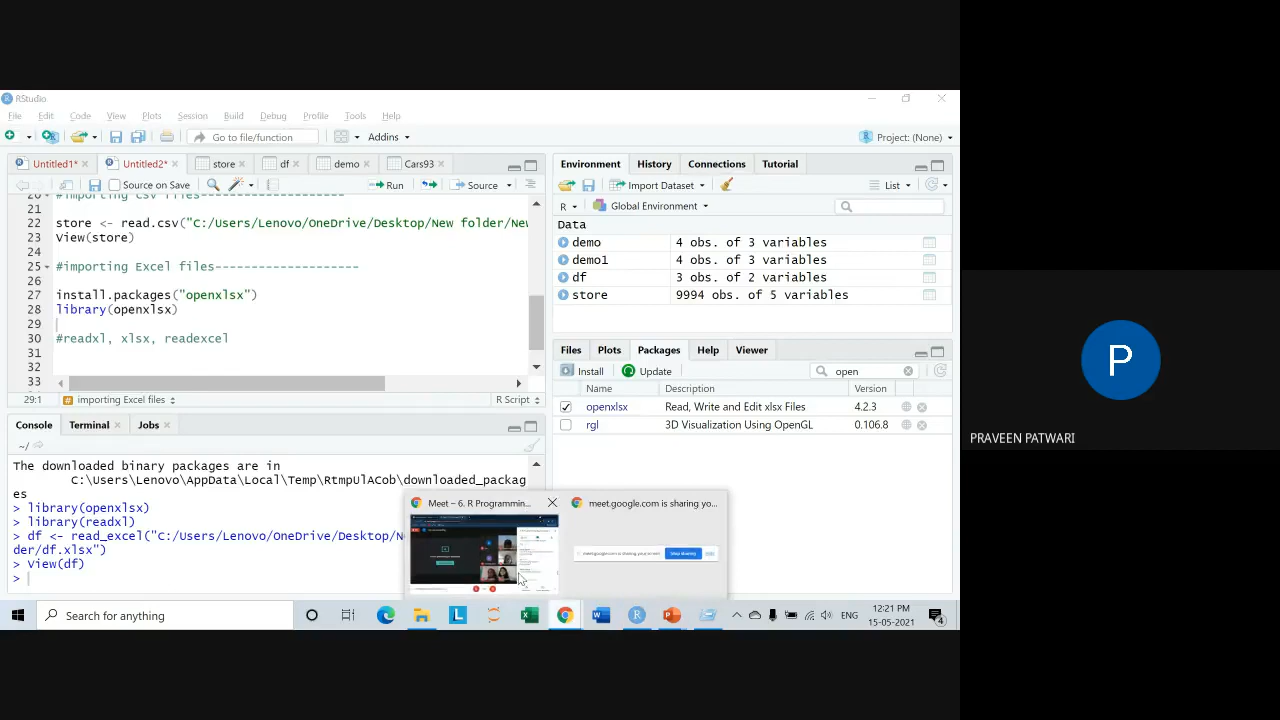 RStudio
File Edit Code View Plots Session Build Debug Profile Tools Help
Go to file/function Addins Project: (None)
Untitled1* Untitled2* store df demo Cars93
Source on Save Run Source
#importing Csv files--------------------
21
22 store <- read.csv("C:/Users/Lenovo/OneDrive/Desktop/New folder/New
23 View(store)
24
25 #importing Excel files-------------------
26
27 install.packages("openxlsx")
28 library(openxlsx)
29
30 #readxl, xlsx, readexcel
31
32
33
29:1 importing Excel files R Script
Console Terminal Jobs
~/
The downloaded binary packages are in
C:\Users\Lenovo\AppData\Local\Temp\RtmpUlACob\downloaded_packag
es
> library(openxlsx)
> library(readxl)
> df <- read_excel("C:/Users/Lenovo/OneDrive/Desktop/N
der/df.xlsx")
> View(df)
>
Environment History Connections Tutorial
Import Dataset List
R Global Environment
Data
demo 4 obs. of 3 variables
demo1 4 obs. of 3 variables
df 3 obs. of 2 variables
store 9994 obs. of 5 variables
Files Plots Packages Help Viewer
Install Update open
Name Description Version
openxlsx Read, Write and Edit xlsx Files 4.2.3
rgl 3D Visualization Using OpenGL 0.106.8
Meet – 6. R Programmin...
meet.google.com is sharing yo...
Stop sharing
Search for anything
ENG
12:21 PM
15-05-2021
4
P
PRAVEEN PATWARI